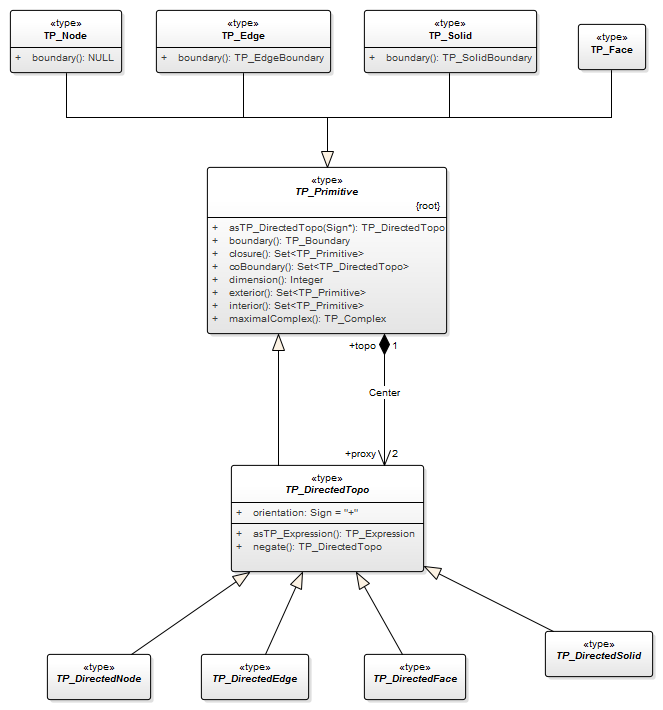 «type»
TP_Node
+ boundary(): NULL
«type»
TP_Edge
+ boundary(): TP_EdgeBoundary
«type»
TP_Solid
+ boundary(): TP_SolidBoundary
«type»
TP_Face
«type»
TP_Primitive
{root}
+ asTP_DirectedTopo(Sign*): TP_DirectedTopo
+ boundary(): TP_Boundary
+ closure(): Set<TP_Primitive>
+ coBoundary(): Set<TP_DirectedTopo>
+ dimension(): Integer
+ exterior(): Set<TP_Primitive>
+ interior(): Set<TP_Primitive>
+ maximalComplex(): TP_Complex
+topo 1
Center
+proxy 2
«type»
TP_DirectedTopo
+ orientation: Sign = "+"
+ asTP_Expression(): TP_Expression
+ negate(): TP_DirectedTopo
«type»
TP_DirectedNode
«type»
TP_DirectedEdge
«type»
TP_DirectedFace
«type»
TP_DirectedSolid